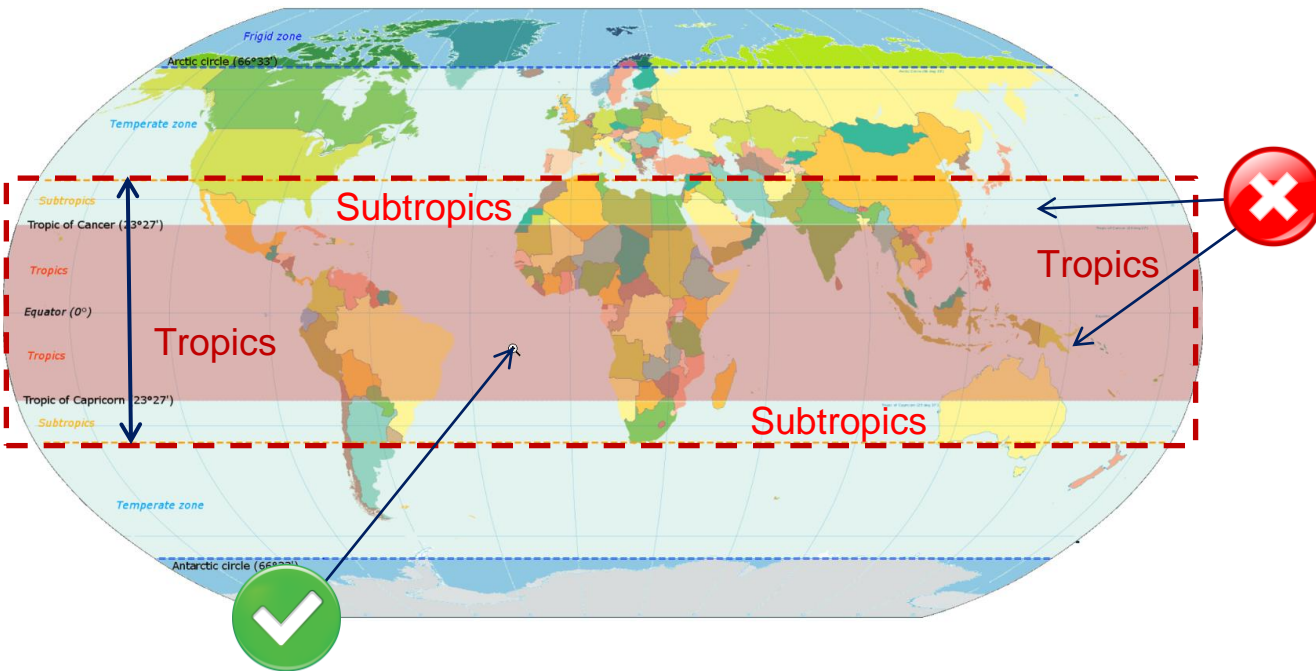 Frigid zone
Arctic circle (66°33')
Temperate zone
Subtropics
Subtropics
Tropic of Cancer (23°27')
Tropics
Tropics
Equator (0°)
Tropics
Tropics
Tropic of Capricorn (23°27')
Subtropics
Subtropics
Temperate zone
Antarctic circle